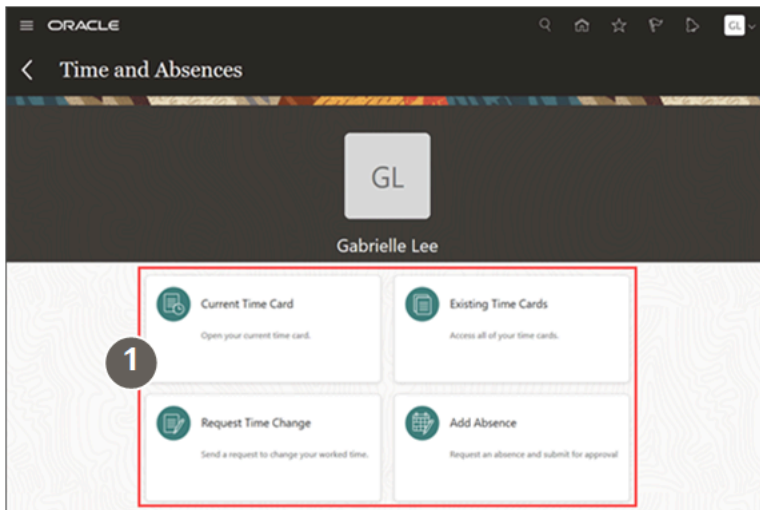 ORACLE
GL
Time and Absences
GL
Gabrielle Lee
Current Time Card
Open your current time card.
Existing Time Cards
Access all of your time cards.
1
Request Time Change
Send a request to change your worked time.
Add Absence
Request an absence and submit for approval